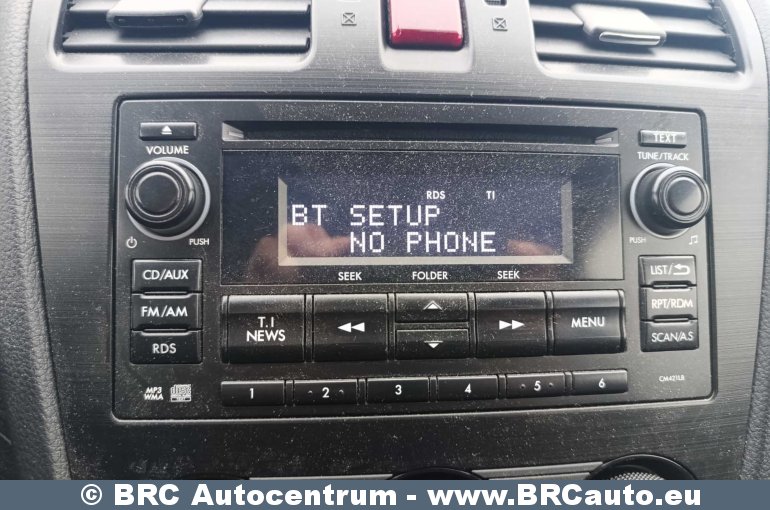 TEXT
VOLUME
TUNE/TRACK
RDS TI
BT SETUP
NO PHONE
PUSH
PUSH
SEEK FOLDER SEEK
CD/AUX
LIST/
FM/AM
T.I
NEWS
MENU
RPT/RDM
RDS
SCAN/A.S
MP3
WMA
1 2 3 4 5 6
CM421LB
© BRC Autocentrum - www.BRCauto.eu